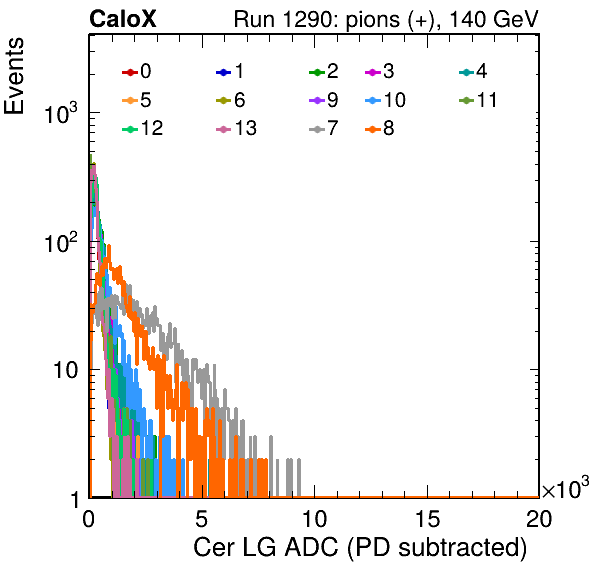 CaloX Run 1290: pions (+), 140 GeV
Events
0 1 2 3 4
5 6 9 10 11
12 13 7 8
10³
10²
10
1
0 5 10 15 20
×10³
Cer LG ADC (PD subtracted)